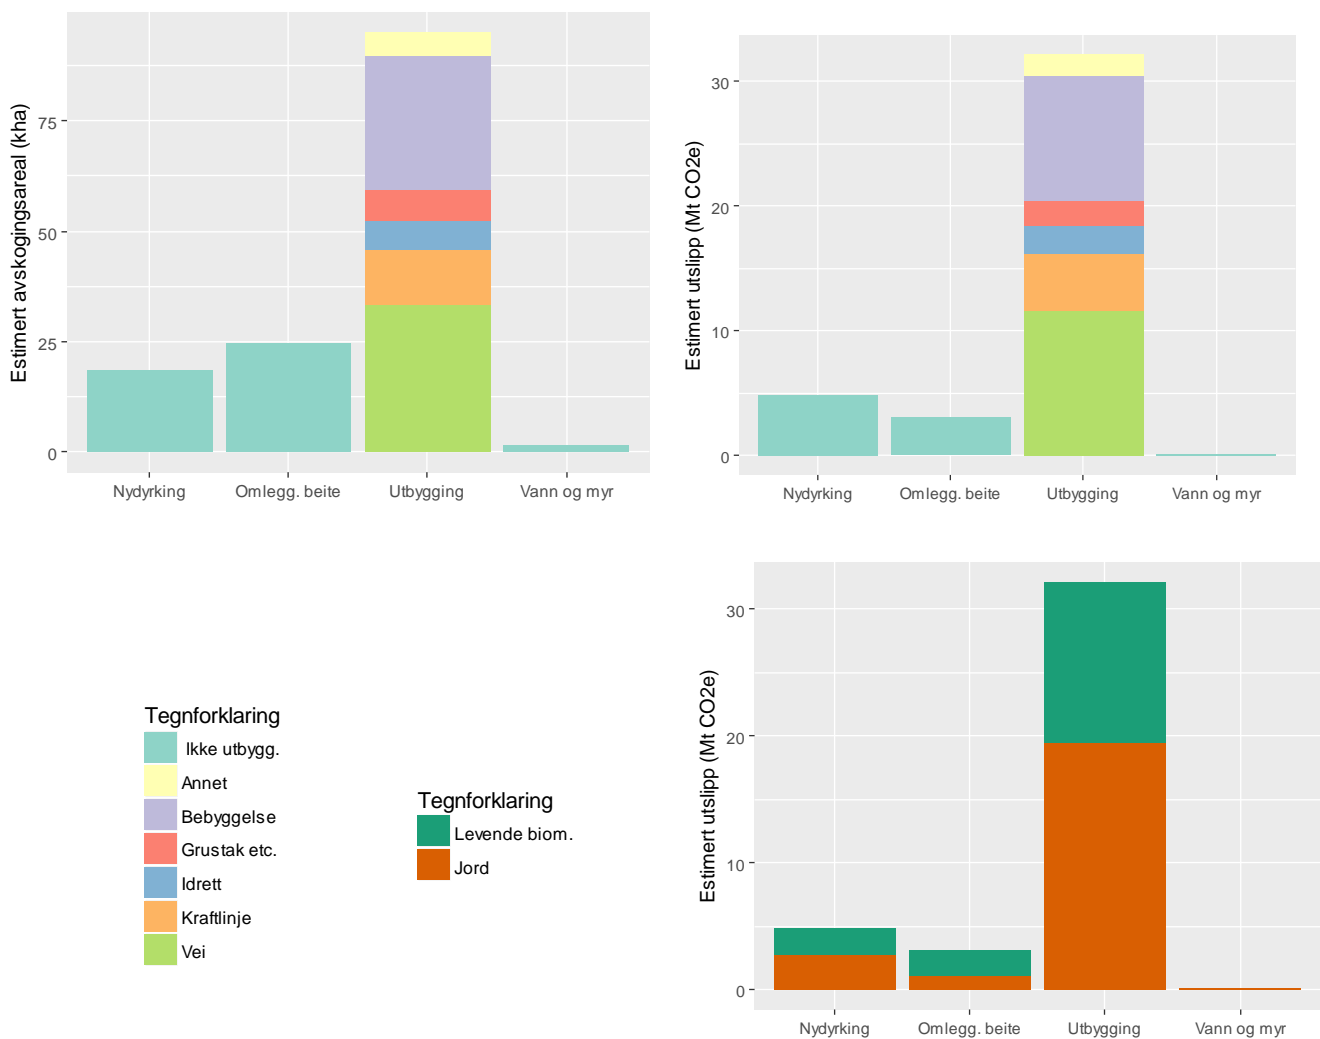 Estimert avskogingsareal (kha)
75
50
25
0
Nydyrking Omlegg. beite Utbygging Vann og myr
Estimert utslipp (Mt CO2e)
30
20
10
0
Nydyrking Omlegg. beite Utbygging Vann og myr
Tegnforklaring
Ikke utbygg.
Annet
Bebyggelse
Grustak etc.
Idrett
Kraftlinje
Vei
Tegnforklaring
Levende biom.
Jord
Estimert utslipp (Mt CO2e)
30
20
10
0
Nydyrking Omlegg. beite Utbygging Vann og myr